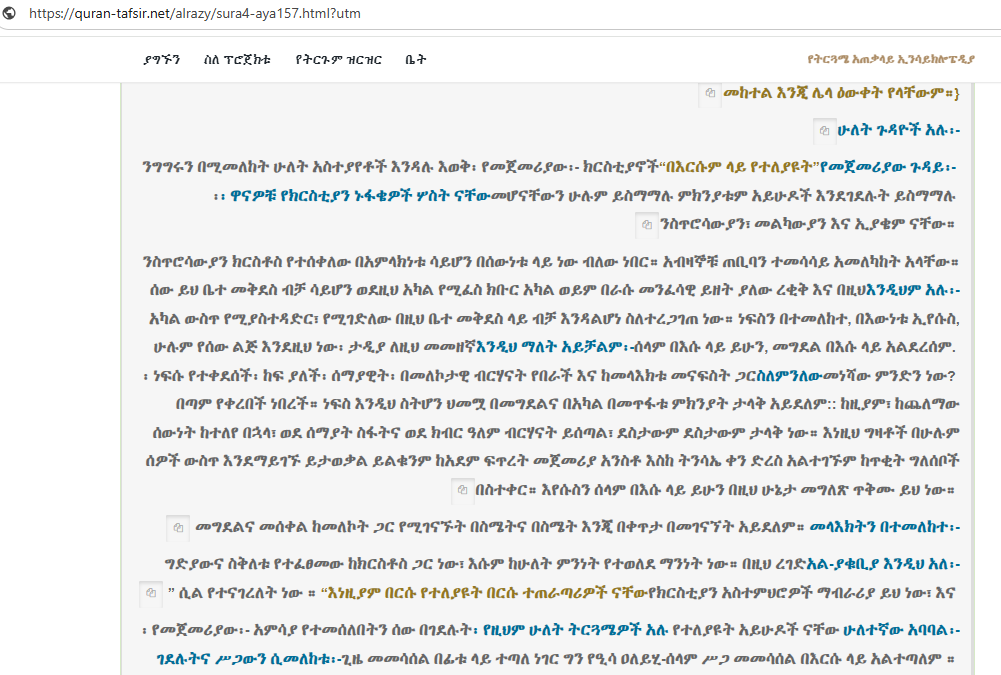 https://quran-tafsir.net/alrazy/sura4-aya157.html?utm
ያግኙን ስለ ፕሮጀክቱ የትርጉም ዝርዝር ቤት
የትርጓሜ አጠቃላይ ኢንሳይክሎፔዲያ
መከተል እንጂ ሌላ ዕውቀት የላቸውም።}
ሁለት ጉዳዮች አሉ፡-
ንግግሩን በሚመለከት ሁለት አስተያየቶች እንዳሉ እወቅ፡ የመጀመሪያው፡- ክርስቲያኖች“በእርሱም ላይ የተለያዩት”የመጀመሪያው ጉዳይ፡-
፡ ፡ ዋናዎቹ የክርስቲያን ኑፋቄዎች ሦስት ናቸውመሆናቸውን ሁሉም ይስማማሉ ምክንያቱም አይሁዶች እንደገደሉት ይስማማሉ
ንስጥሮሳውያን፣ መልካውያን እና ኢያቄም ናቸው።
ንስጥሮሳውያን ክርስቶስ የተሰቀለው በአምላክነቱ ሳይሆን በሰውነቱ ላይ ነው ብለው ነበር። አብዛኞቹ ጠቢባን ተመሳሳይ አመለካከት አላቸው።
ሰው ይህ ቤተ መቅደስ ብቻ ሳይሆን ወደዚህ አካል የሚፈስ ክቡር አካል ወይም በራሱ መንፈሳዊ ይዘት ያለው ረቂቅ እና በዚህእንዲህም አሉ፡-
አካል ውስጥ የሚያስተዳድር፣ የሚገድለው በዚህ ቤተ መቅደስ ላይ ብቻ እንዳልሆነ ስለተረጋገጠ ነው። ነፍስን በተመለከተ, በእውነቱ ኢየሱስ,
ሁሉም የሰው ልጅ እንደዚህ ነው፡ ታዲያ ለዚህ መመዘኛእንዲህ ማለት አይቻልም፡-ሰላም በእሱ ላይ ይሁን, መግደል በእሱ ላይ አልደረሰም.
፡ ነፍሱ የተቀደሰች፡ ከፍ ያለች፡ ሰማያዊት፡ በመለኮታዊ ብርሃናት የበራች እና ከመላእክቱ መናፍስት ጋርስለምንለውመነሻው ምንድን ነው?
በጣም የቀረበች ነበረች። ነፍስ እንዲህ ስትሆን ህመሟ በመግደልና በአካል በመጥፋቱ ምክንያት ታላቅ አይደለም:: ከዚያም፣ ከጨለማው
ሰውነት ከተለየ በኋላ፣ ወደ ሰማያት ስፋትና ወደ ክብር ዓለም ብርሃናት ይሰጣል፣ ደስታውም ደስታውም ታላቅ ነው። እነዚህ ግዛቶች በሁሉም
ሰዎች ውስጥ እንደማይገኙ ይታወቃል ይልቁንም ከአደም ፍጥረት መጀመሪያ አንስቶ እስከ ትንሳኤ ቀን ድረስ አልተገኙም ከጥቂት ግለሰቦች
በስተቀር። እየሱስን ሰላም በእሱ ላይ ይሁን በዚህ ሁኔታ መግለጽ ጥቅሙ ይህ ነው።
መግደልና መሰቀል ከመለኮት ጋር የሚገናኙት በስሜትና በስሜት እንጂ በቀጥታ በመገናኘት አይደለም። መላእክትን በተመለከተ፡-
ግድያውና ስቅለቱ የተፈፀመው ከክርስቶስ ጋር ነው፣ እሱም ከሁለት ምንነት የተወለደ ማንነት ነው። በዚህ ረገድአል-ያቁቢያ እንዲህ አለ፡-
” ሲል የተናገረለት ነው ። “እነዚያም በርሱ የተለያዩት በርሱ ተጠራጣሪዎች ናቸውየክርስቲያን አስተምህሮዎች ማብራሪያ ይህ ነው፣ እና
፡ የመጀመሪያው፡- አምሳያ የተመሰለበትን ሰው በገደሉት፡ የዚህም ሁለት ትርጓሜዎች አሉ የተለያዩት አይሁዶች ናቸው ሁለተኛው አባባል፡-
ገደሉትና ሥጋውን ሲመለከቱ፡-ጊዜ መመሳሰል በፊቱ ላይ ተጣለ ነገር ግን የዒሳ ዐለይሂ-ሰላም ሥጋ መመሳሰል በእርሱ ላይ አልተጣለም ።